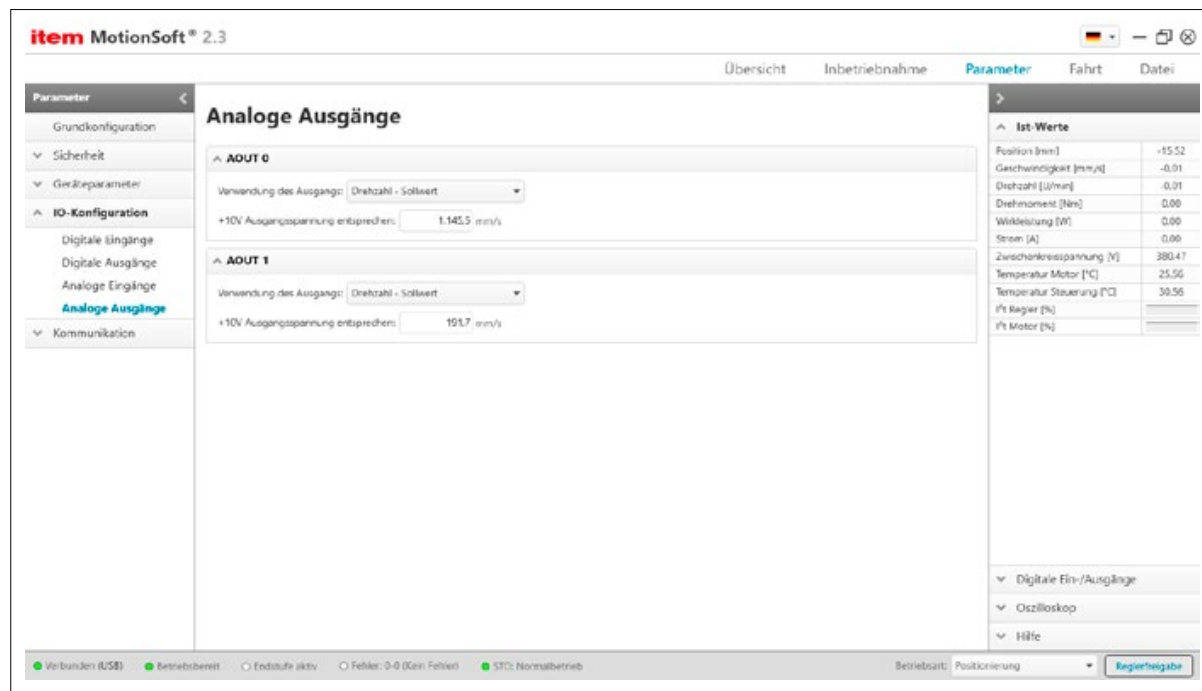 item MotionSoft® 2.3
Übersicht Inbetriebnahme Parameter Fahrt Datei
Parameter
Grundkonfiguration
Sicherheit
Geräteparameter
IO-Konfiguration
Digitale Eingänge
Digitale Ausgänge
Analoge Eingänge
Analoge Ausgänge
Kommunikation
Analoge Ausgänge
AOUT 0
Verwendung des Ausgangs: Drehzahl - Sollwert
+10V Ausgangsspannung entsprechen: 1.145,5 mm/s
AOUT 1
Verwendung des Ausgangs: Drehzahl - Sollwert
+10V Ausgangsspannung entsprechen: 191,7 mm/s
Ist-Werte
Position [mm] -15.52
Geschwindigkeit [mm/s] -0,01
Drehzahl [U/min] -0,01
Drehmoment [Nm] 0,00
Wirkleistung [W] 0,00
Strom [A] 0,00
Zwischenkreisspannung [V] 380.47
Temperatur Motor [°C] 25.56
Temperatur Steuerung [°C] 30.56
I²t Regler [%]
I²t Motor [%]
Digitale Ein-/Ausgänge
Oszilloskop
Hilfe
Verbunden (USB) Betriebsbereit Endstufe aktiv Fehler: 0-0 (Kein Fehler) STO: Normalbetrieb Betriebsart: Positionierung Reglerfreigabe